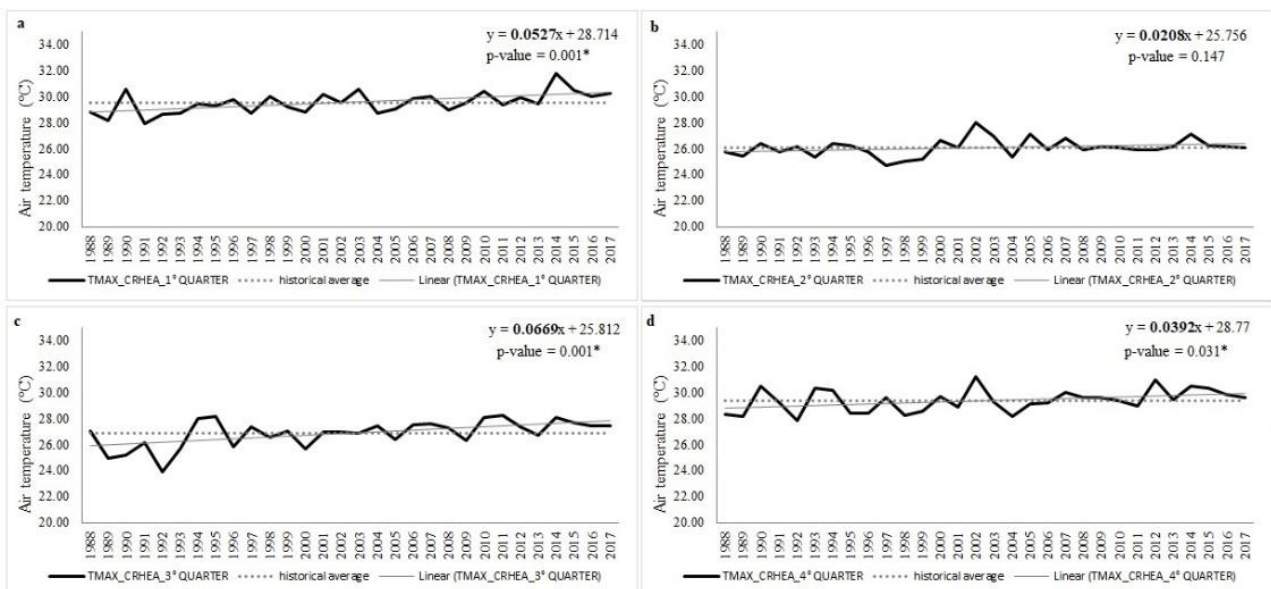 a
y = 0.0527x + 28.714
p-value = 0.001*
Air temperature (°C)
34.00
32.00
30.00
28.00
26.00
24.00
22.00
20.00
1988 1989 1990 1991 1992 1993 1994 1995 1996 1997 1998 1999 2000 2001 2002 2003 2004 2005 2006 2007 2008 2009 2010 2011 2012 2013 2014 2015 2016 2017
TMAX_CRHEA_1° QUARTER historical average Linear (TMAX_CRHEA_1° QUARTER)
b
y = 0.0208x + 25.756
p-value = 0.147
Air temperature (°C)
34.00
32.00
30.00
28.00
26.00
24.00
22.00
20.00
1988 1989 1990 1991 1992 1993 1994 1995 1996 1997 1998 1999 2000 2001 2002 2003 2004 2005 2006 2007 2008 2009 2010 2011 2012 2013 2014 2015 2016 2017
TMAX_CRHEA_2° QUARTER historical average Linear (TMAX_CRHEA_2° QUARTER)
c
y = 0.0669x + 25.812
p-value = 0.001*
Air temperature (°C)
34.00
32.00
30.00
28.00
26.00
24.00
22.00
20.00
1988 1989 1990 1991 1992 1993 1994 1995 1996 1997 1998 1999 2000 2001 2002 2003 2004 2005 2006 2007 2008 2009 2010 2011 2012 2013 2014 2015 2016 2017
TMAX_CRHEA_3° QUARTER historical average Linear (TMAX_CRHEA_3° QUARTER)
d
y = 0.0392x + 28.77
p-value = 0.031*
Air temperature (°C)
34.00
32.00
30.00
28.00
26.00
24.00
22.00
20.00
1988 1989 1990 1991 1992 1993 1994 1995 1996 1997 1998 1999 2000 2001 2002 2003 2004 2005 2006 2007 2008 2009 2010 2011 2012 2013 2014 2015 2016 2017
TMAX_CRHEA_4° QUARTER historical average Linear (TMAX_CRHEA_4° QUARTER)